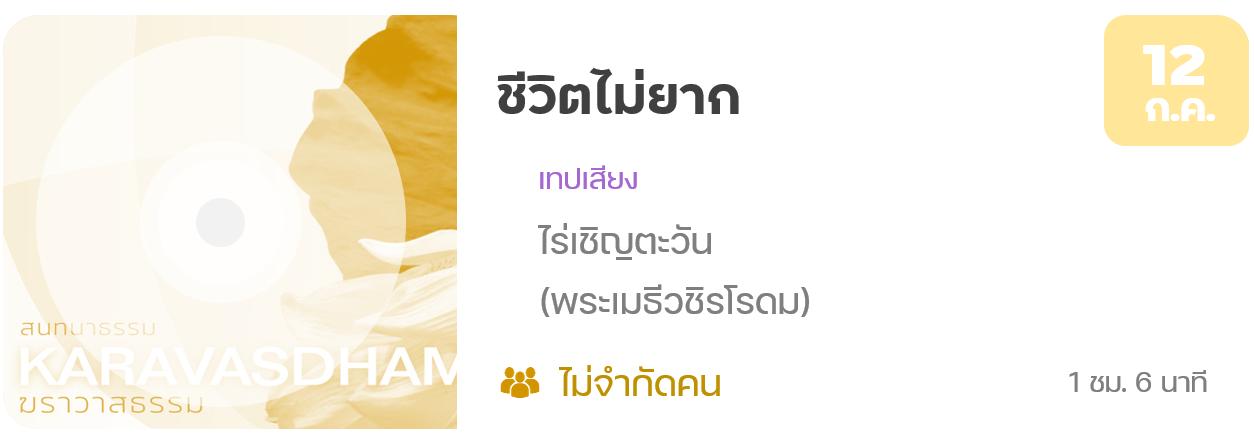 สนทนาธรรม
KARAVASDHAM
ฆราวาสธรรม
ชีวิตไม่ยาก
12
ก.ค.
เทปเสียง
ไร่เชิญตะวัน
(พระเมธีวชิรโรดม)
ไม่จำกัดคน
1 ชม. 6 นาที